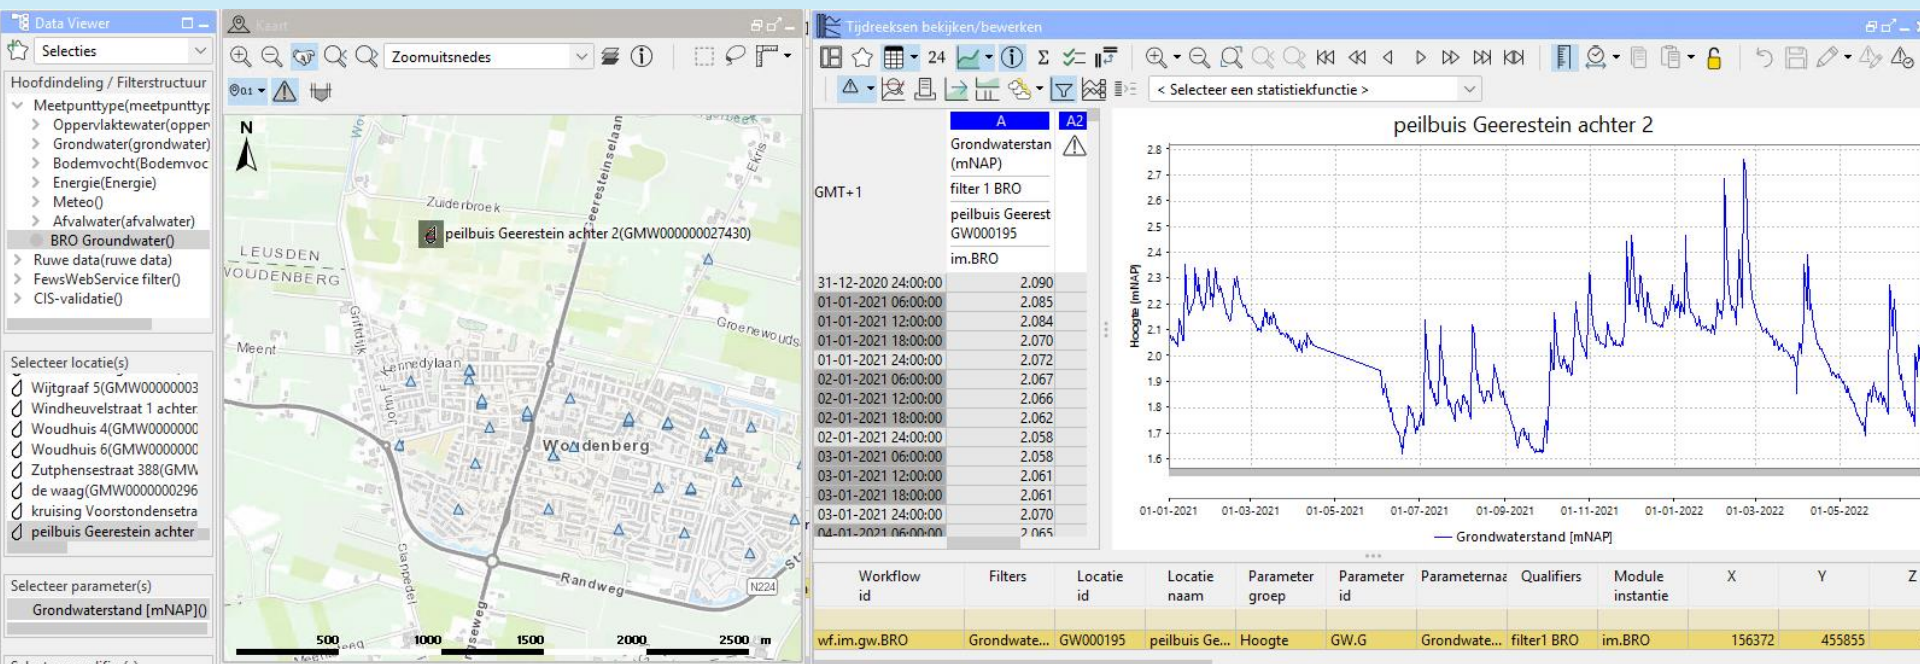 Data Viewer
Selecties
Hoofdindeling / Filterstructuur
Meetpunttype(meetpunttyp
Oppervlaktewater(opper
Grondwater(grondwater)
Bodemvocht(Bodemvoc
Energie(Energie)
Meteo()
Afvalwater(afvalwater)
BRO Groundwater()
Ruwe data(ruwe data)
FewsWebService filter()
CIS-validatie()
Selecteer locatie(s)
Wijtgraaf 5(GMW00000003
Windheuvelstraat 1 achter
Woudhuis 4(GMW0000000
Woudhuis 6(GMW0000000
Zutphensestraat 388(GMW
de waag(GMW0000000296
kruising Voorstondensetra
peilbuis Geerestein achter
Selecteer parameter(s)
Grondwaterstand [mNAP]()
Kaart
Zoomuitsnedes
N
Geeresteinselaan
Ekris
Zuiderbroek
peilbuis Geerestein achter 2(GMW000000027430)
LEUSDEN
WOUDENBERG
Griftdijk
Groenewouds
Meent
Kennedylaan
Johnn F.
Woudenberg
Slappedel
Randweg
N224
500 1000 1500 2000 2500 m
Tijdreeksen bekijken/bewerken
24
Σ
< Selecteer een statistiekfunctie >
A A2
GMT+1
Grondwaterstan
(mNAP)
filter 1 BRO
peilbuis Geerest
GW000195
im.BRO
31-12-2020 24:00:00 2.090
01-01-2021 06:00:00 2.085
01-01-2021 12:00:00 2.084
01-01-2021 18:00:00 2.070
01-01-2021 24:00:00 2.072
02-01-2021 06:00:00 2.067
02-01-2021 12:00:00 2.066
02-01-2021 18:00:00 2.062
02-01-2021 24:00:00 2.058
03-01-2021 06:00:00 2.058
03-01-2021 12:00:00 2.061
03-01-2021 18:00:00 2.061
03-01-2021 24:00:00 2.070
04-01-2021 06:00:00 2.065
peilbuis Geerestein achter 2
Hoogte [mNAP]
2.8
2.7
2.6
2.5
2.4
2.3
2.2
2.1
2.0
1.9
1.8
1.7
1.6
01-01-2021 01-03-2021 01-05-2021 01-07-2021 01-09-2021 01-11-2021 01-01-2022 01-03-2022 01-05-2022
Grondwaterstand [mNAP]
Workflow id Filters Locatie id Locatie naam Parameter groep Parameter id Parameternaa Qualifiers Module instantie X Y Z
wf.im.gw.BRO Grondwate... GW000195 peilbuis Ge... Hoogte GW.G Grondwate... filter1 BRO im.BRO 156372 455855